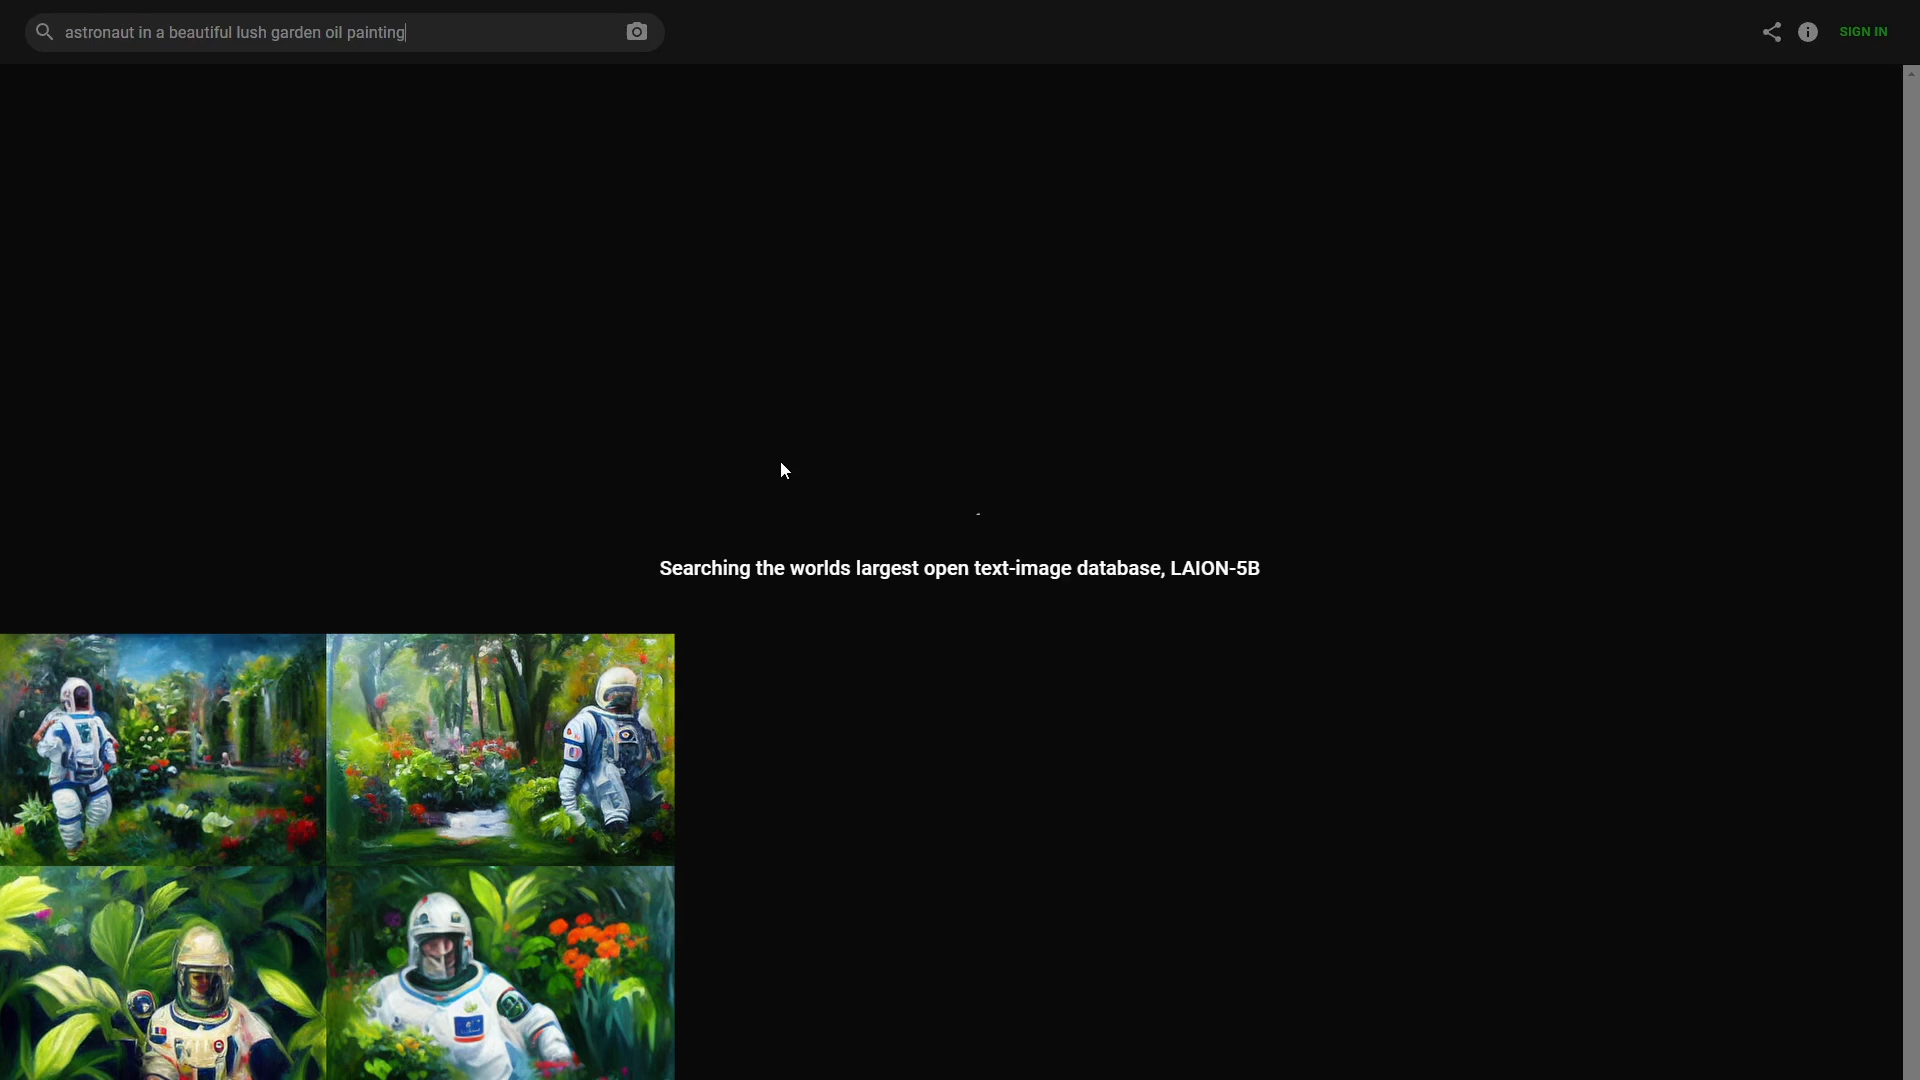 astronaut in a beautiful lush garden oil painting
SIGN IN
Searching the worlds largest open text-image database, LAION-5B